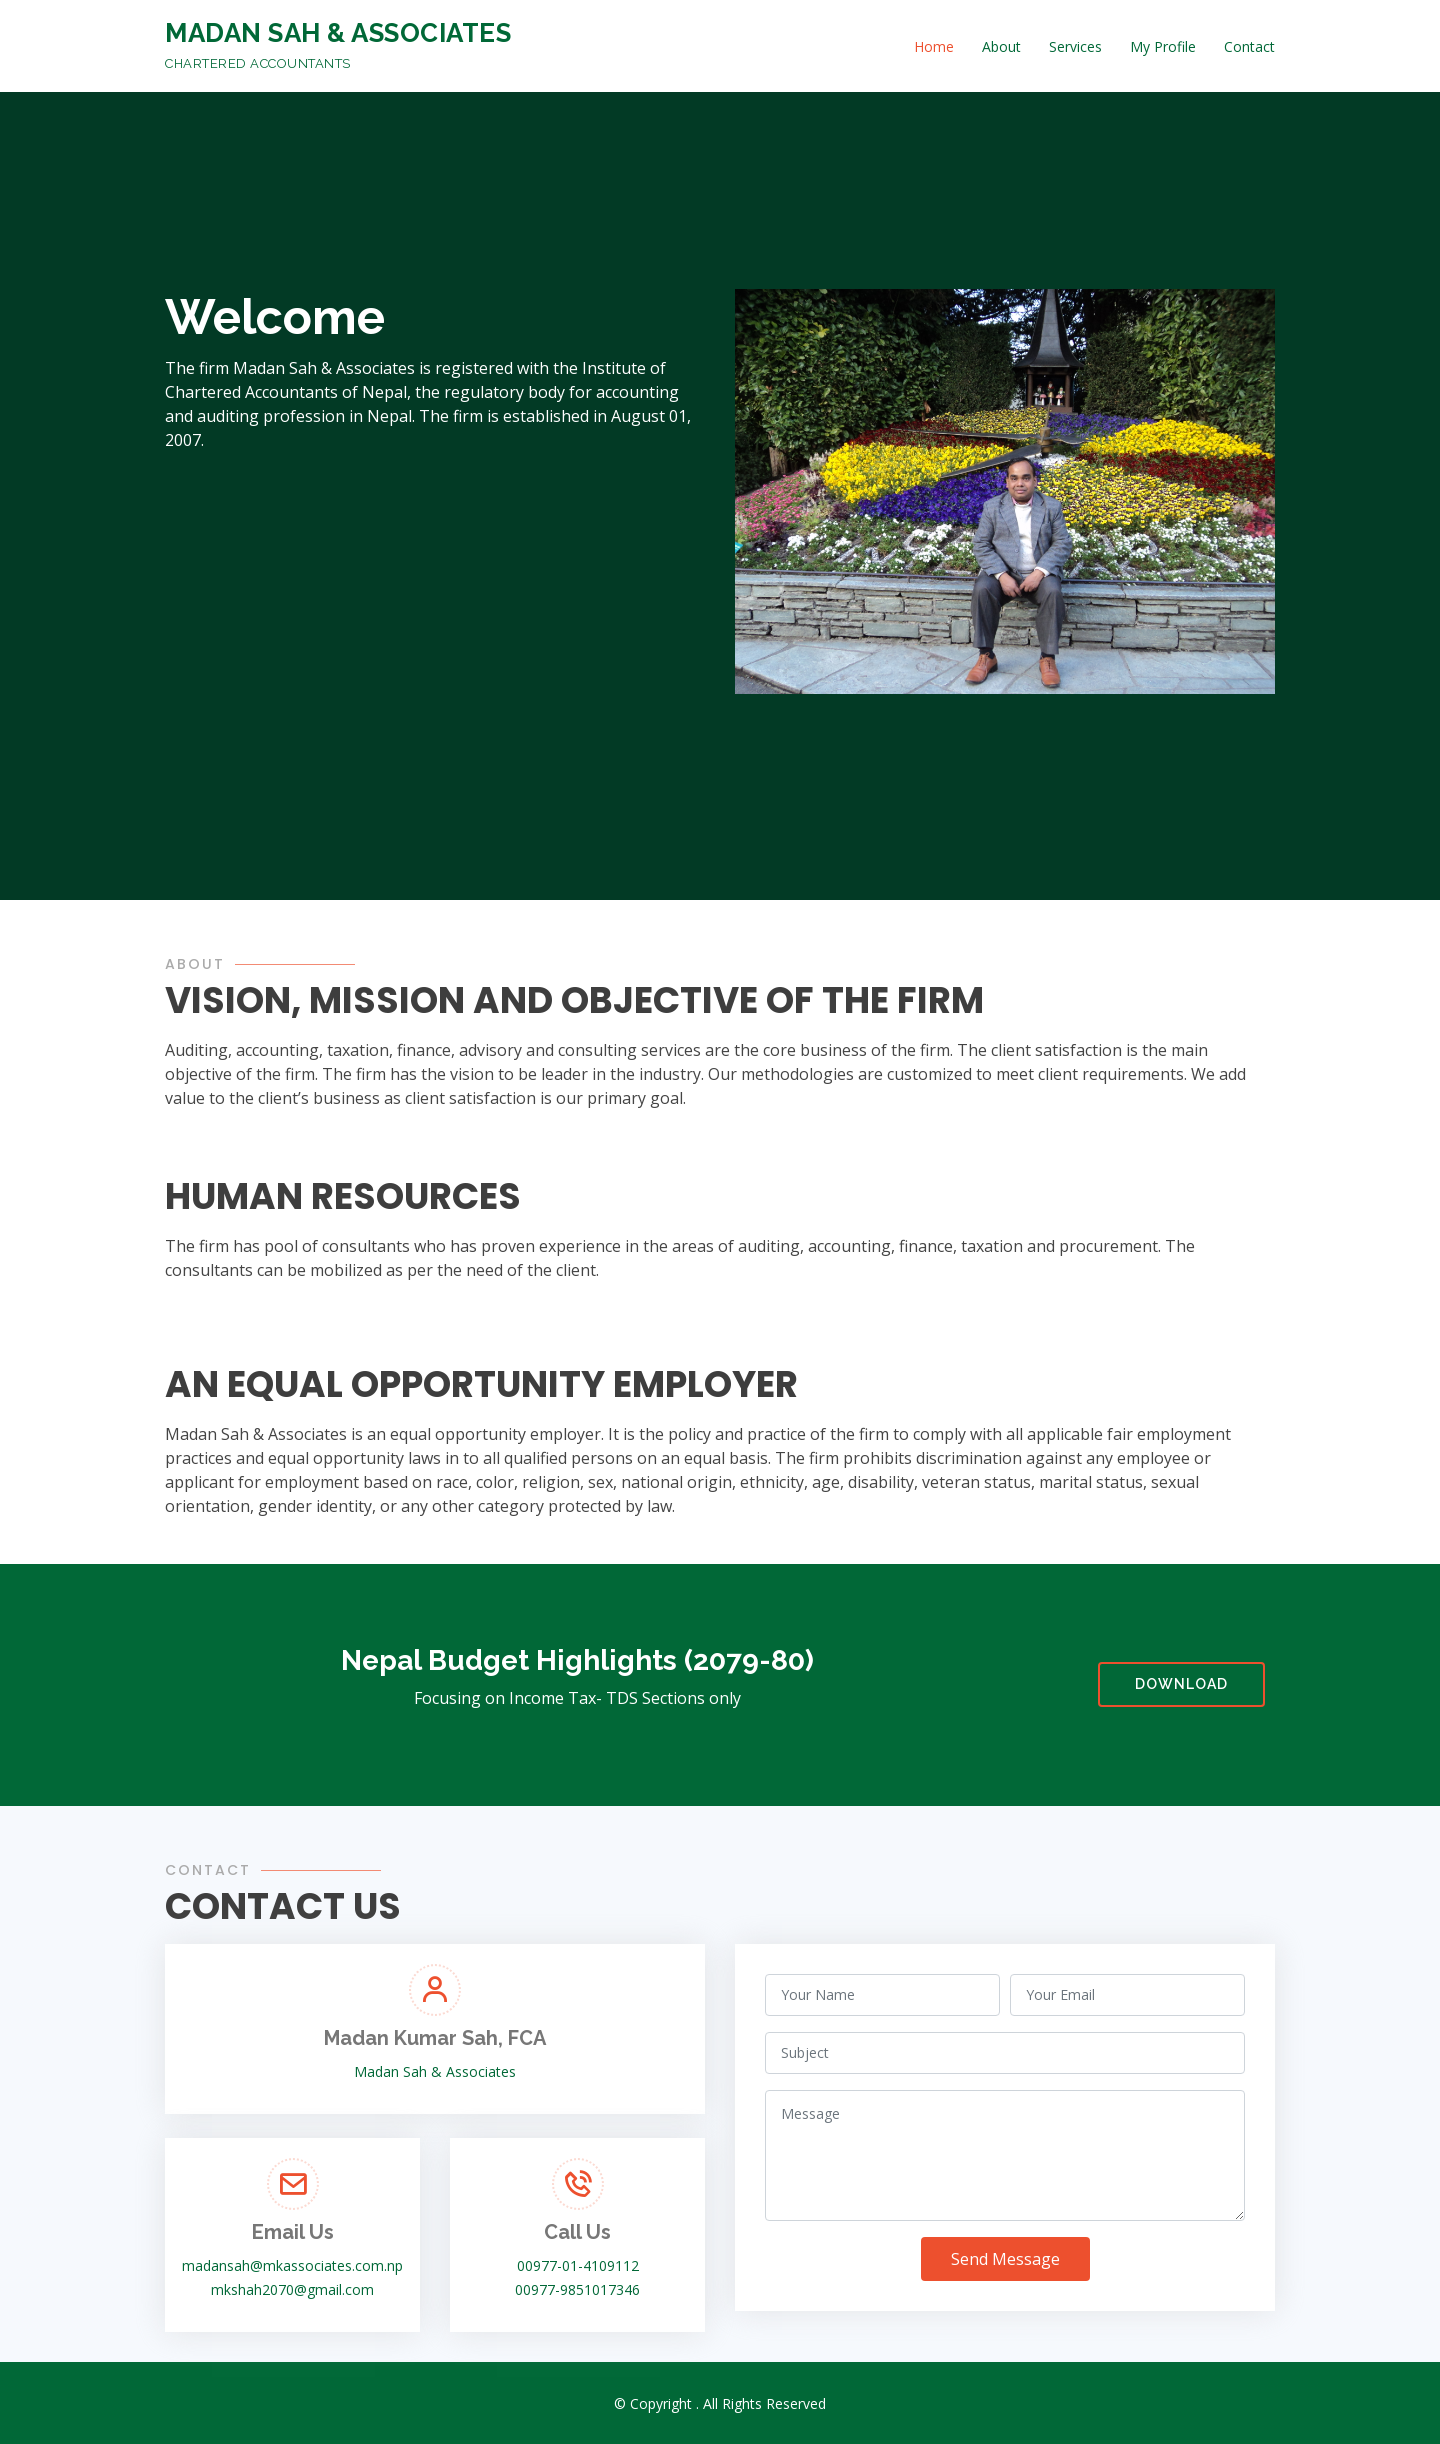 MADAN SAH & ASSOCIATES
CHARTERED ACCOUNTANTS
Home About Services My Profile Contact
Welcome
The firm Madan Sah & Associates is registered with the Institute of
Chartered Accountants of Nepal, the regulatory body for accounting
and auditing profession in Nepal. The firm is established in August 01,
2007.
ABOUT
VISION, MISSION AND OBJECTIVE OF THE FIRM
Auditing, accounting, taxation, finance, advisory and consulting services are the core business of the firm. The client satisfaction is the main
objective of the firm. The firm has the vision to be leader in the industry. Our methodologies are customized to meet client requirements. We add
value to the client’s business as client satisfaction is our primary goal.
HUMAN RESOURCES
The firm has pool of consultants who has proven experience in the areas of auditing, accounting, finance, taxation and procurement. The
consultants can be mobilized as per the need of the client.
AN EQUAL OPPORTUNITY EMPLOYER
Madan Sah & Associates is an equal opportunity employer. It is the policy and practice of the firm to comply with all applicable fair employment
practices and equal opportunity laws in to all qualified persons on an equal basis. The firm prohibits discrimination against any employee or
applicant for employment based on race, color, religion, sex, national origin, ethnicity, age, disability, veteran status, marital status, sexual
orientation, gender identity, or any other category protected by law.
Nepal Budget Highlights (2079-80)
Focusing on Income Tax- TDS Sections only
DOWNLOAD
CONTACT
CONTACT US
Madan Kumar Sah, FCA
Madan Sah & Associates
Email Us
madansah@mkassociates.com.np
mkshah2070@gmail.com
Call Us
00977-01-4109112
00977-9851017346
Your Name
Your Email
Subject
Message
Send Message
© Copyright . All Rights Reserved